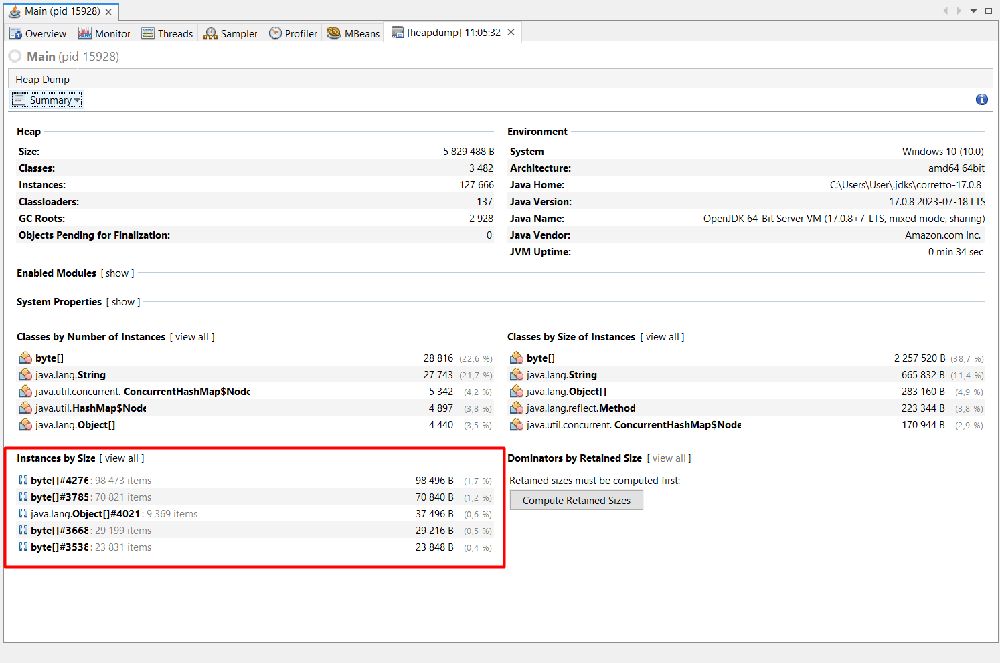 Main (pid 15928)
Overview Monitor Threads Sampler Profiler MBeans [heapdump] 11:05:32
Main (pid 15928)
Heap Dump
Summary
Heap
Size: 5 829 488 B
Classes: 3 482
Instances: 127 666
Classloaders: 137
GC Roots: 2 928
Objects Pending for Finalization: 0
Environment
System Windows 10 (10.0)
Architecture: amd64 64bit
Java Home: C:\Users\User\.jdks\corretto-17.0.8
Java Version: 17.0.8 2023-07-18 LTS
Java Name: OpenJDK 64-Bit Server VM (17.0.8+7-LTS, mixed mode, sharing)
Java Vendor: Amazon.com Inc.
JVM Uptime: 0 min 34 sec
Enabled Modules [ show ]
System Properties [ show ]
Classes by Number of Instances [ view all ]
byte[] 28 816 (22,6 %)
java.lang.String 27 743 (21,7 %)
java.util.concurrent. ConcurrentHashMap$Node 5 342 (4,2 %)
java.util.HashMap$Node 4 897 (3,8 %)
java.lang.Object[] 4 440 (3,5 %)
Classes by Size of Instances [ view all ]
byte[] 2 257 520 B (38,7 %)
java.lang.String 665 832 B (11,4 %)
java.lang.Object[] 283 160 B (4,9 %)
java.lang.reflect.Method 223 344 B (3,8 %)
java.util.concurrent. ConcurrentHashMap$Node 170 944 B (2,9 %)
Instances by Size [ view all ]
byte[]#4276 : 98 473 items 98 496 B (1,7 %)
byte[]#3785 : 70 821 items 70 840 B (1,2 %)
java.lang.Object[]#4021 : 9 369 items 37 496 B (0,6 %)
byte[]#3668 : 29 199 items 29 216 B (0,5 %)
byte[]#3538 : 23 831 items 23 848 B (0,4 %)
Dominators by Retained Size [ view all ]
Retained sizes must be computed first:
Compute Retained Sizes